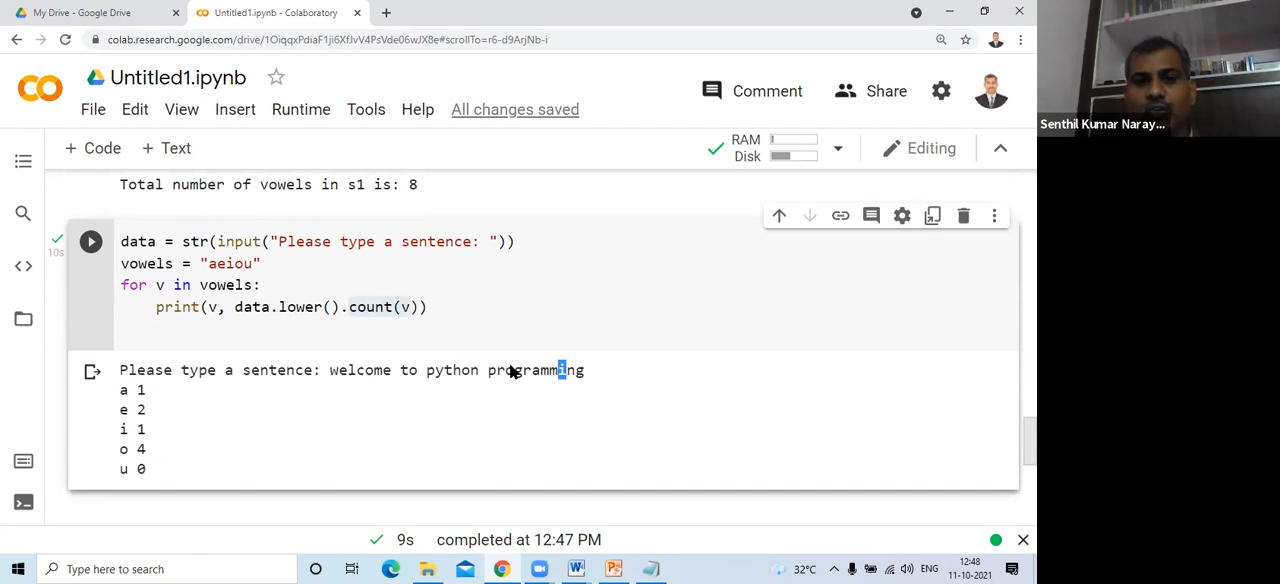 My Drive - Google Drive
Untitled1.ipynb - Colaboratory
colab.research.google.com/drive/1OiqqxPdiaF1ji6XfJvV4PsVde06wJX8e#scrollTo=r6-d9ArjNb-i
Untitled1.ipynb
Comment
Share
File Edit View Insert Runtime Tools Help All changes saved
+ Code + Text
RAM
Disk
Editing
Total number of vowels in s1 is: 8
10s
data = str(input("Please type a sentence: "))
vowels = "aeiou"
for v in vowels:
print(v, data.lower().count(v))
Please type a sentence: welcome to python programming
a 1
e 2
i 1
o 4
u 0
9s completed at 12:47 PM
Type here to search
32°C
ENG
12:48
11-10-2021
Senthil Kumar Naray...